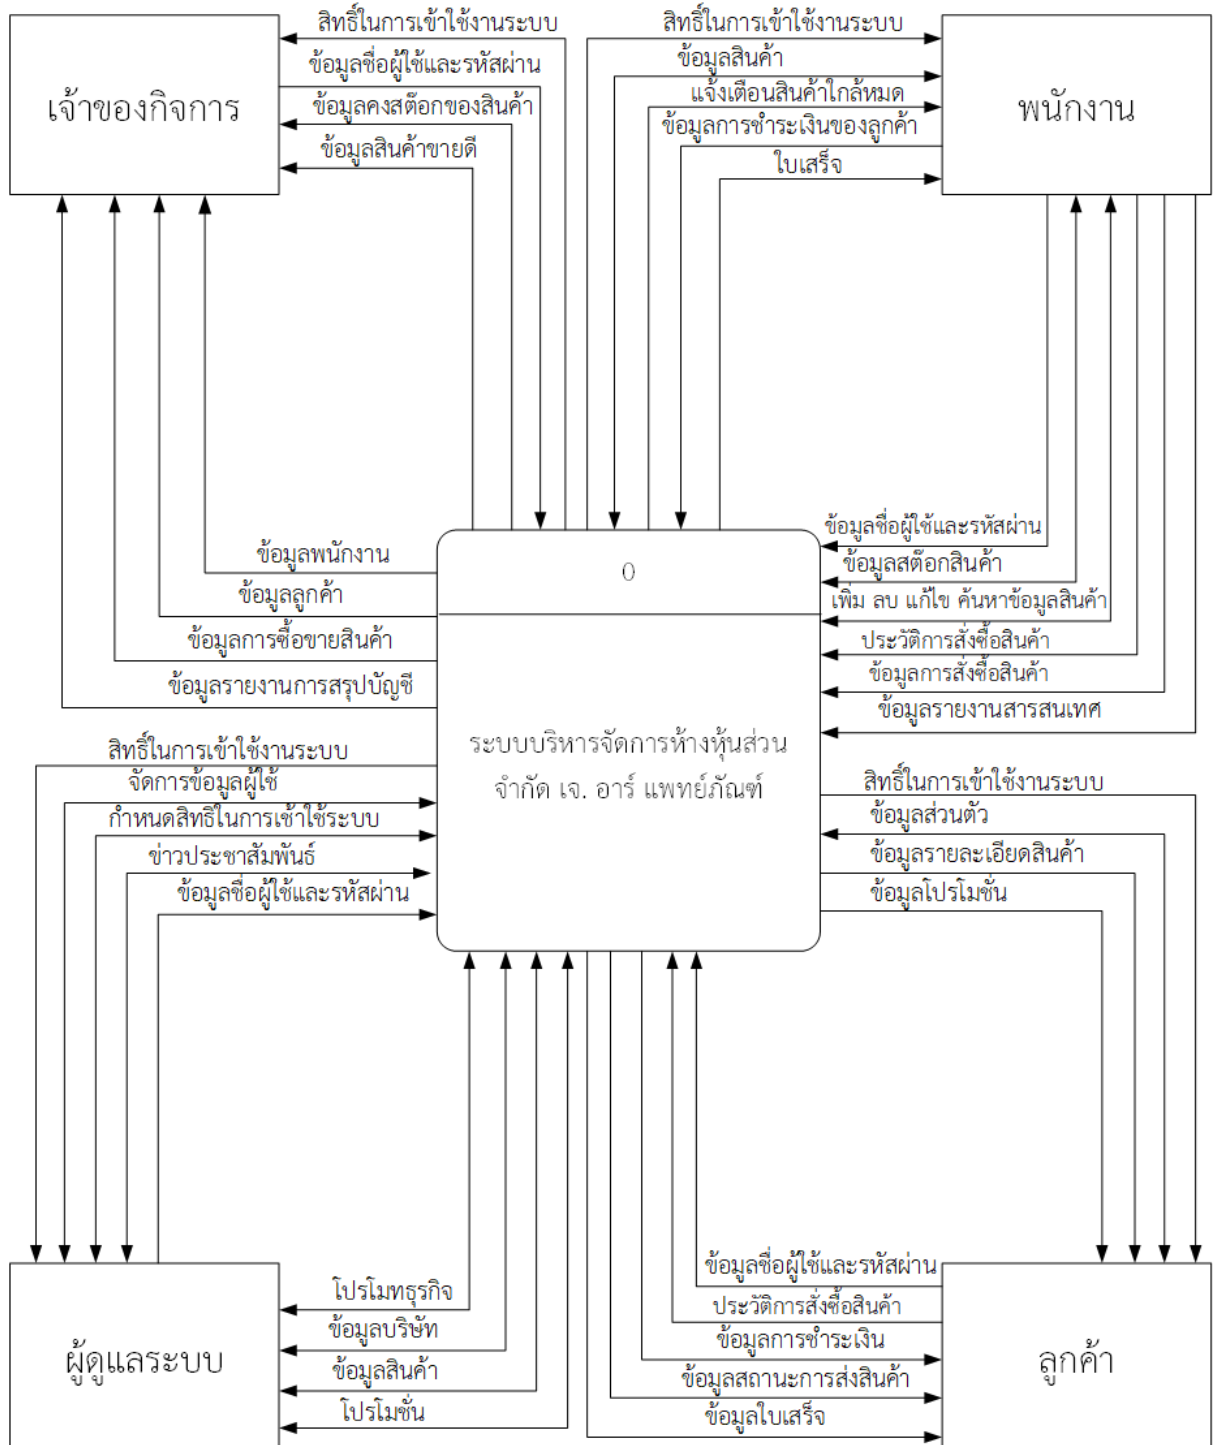 สิทธิ์ในการเข้าใช้งานระบบ
ข้อมูลชื่อผู้ใช้และรหัสผ่าน
ข้อมูลคงสต๊อกของสินค้า
ข้อมูลสินค้าขายดี
เจ้าของกิจการ
สิทธิ์ในการเข้าใช้งานระบบ
ข้อมูลสินค้า
แจ้งเตือนสินค้าใกล้หมด
ข้อมูลการชำระเงินของลูกค้า
ใบเสร็จ
พนักงาน
ข้อมูลพนักงาน
ข้อมูลลูกค้า
ข้อมูลการซื้อขายสินค้า
ข้อมูลรายงานการสรุปบัญชี
0
ระบบบริหารจัดการห้างหุ้นส่วน
จำกัด เจ. อาร์ แพทย์ภัณฑ์
ข้อมูลชื่อผู้ใช้และรหัสผ่าน
ข้อมูลสต๊อกสินค้า
เพิ่ม ลบ แก้ไข ค้นหาข้อมูลสินค้า
ประวัติการสั่งซื้อสินค้า
ข้อมูลการสั่งซื้อสินค้า
ข้อมูลรายงานสารสนเทศ
สิทธิ์ในการเข้าใช้งานระบบ
จัดการข้อมูลผู้ใช้
กำหนดสิทธิในการเช้าใช้ระบบ
ข่าวประชาสัมพันธ์
ข้อมูลชื่อผู้ใช้และรหัสผ่าน
สิทธิ์ในการเข้าใช้งานระบบ
ข้อมูลส่วนตัว
ข้อมูลรายละเอียดสินค้า
ข้อมูลโปรโมชั่น
โปรโมทธุรกิจ
ข้อมูลบริษัท
ข้อมูลสินค้า
โปรโมชั่น
ผู้ดูแลระบบ
ข้อมูลชื่อผู้ใช้และรหัสผ่าน
ประวัติการสั่งซื้อสินค้า
ข้อมูลการชำระเงิน
ข้อมูลสถานะการส่งสินค้า
ข้อมูลใบเสร็จ
ลูกค้า